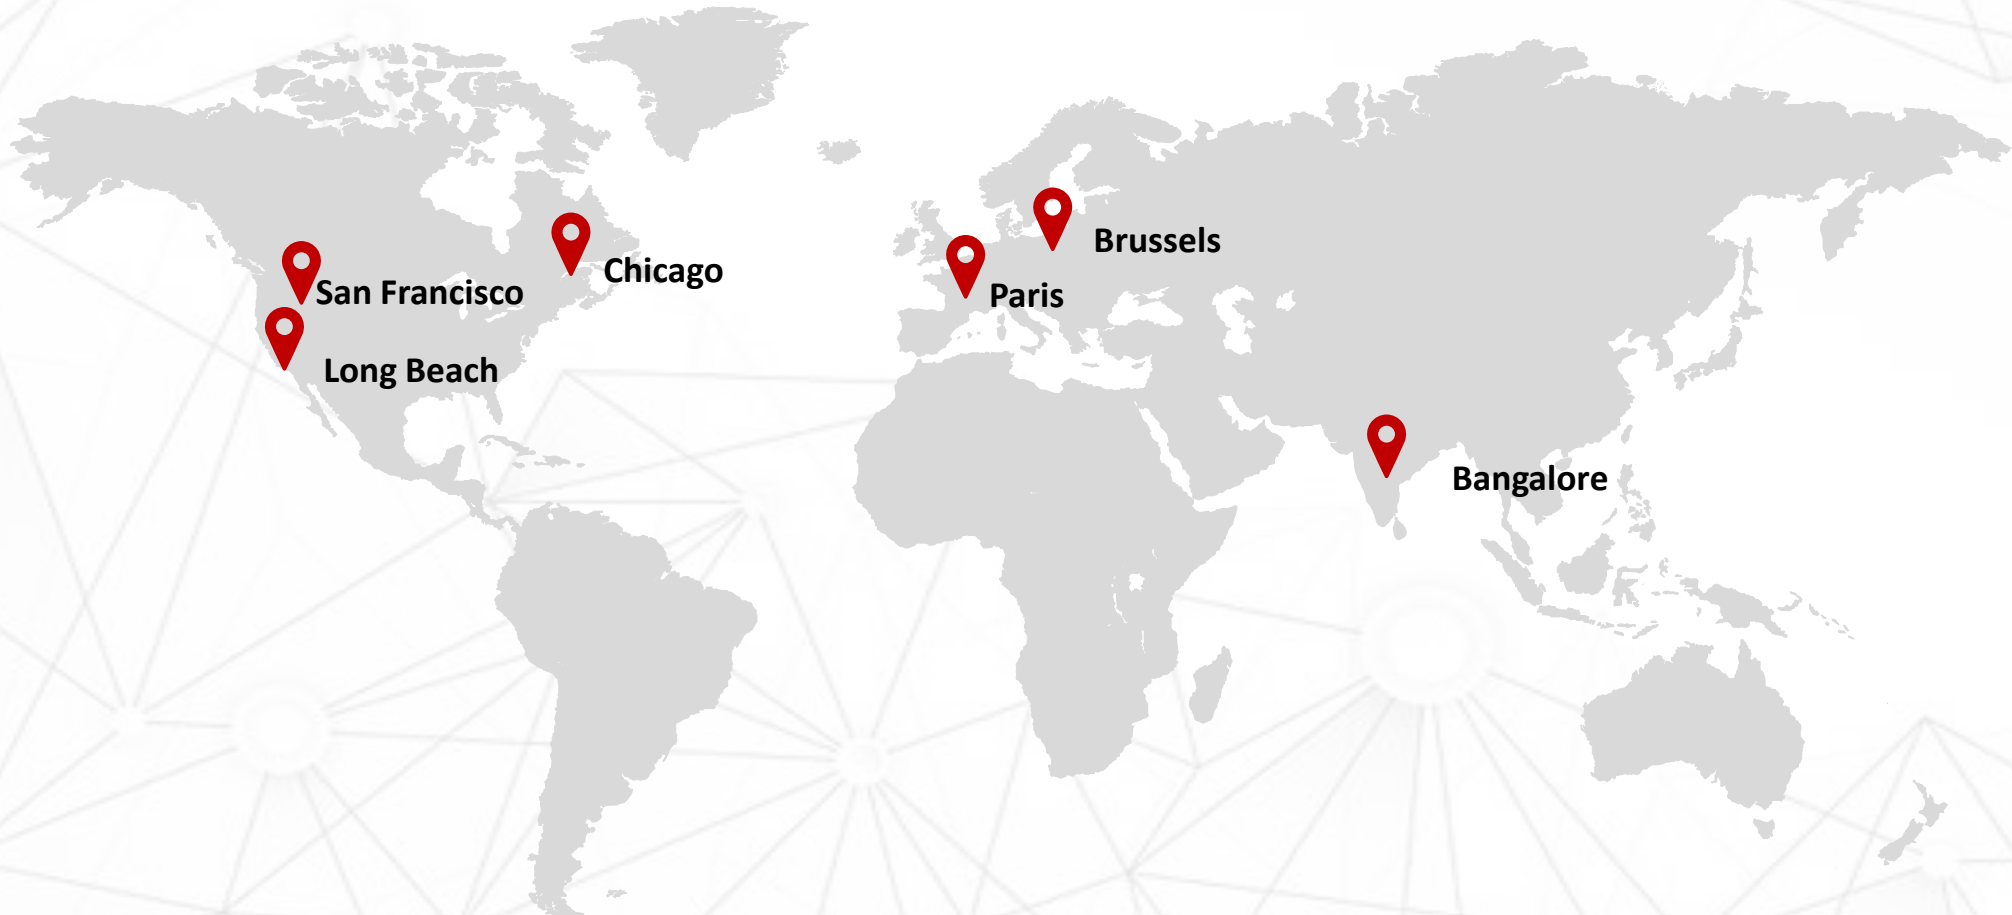 Brussels
Chicago
San Francisco
Paris
Long Beach
Bangalore